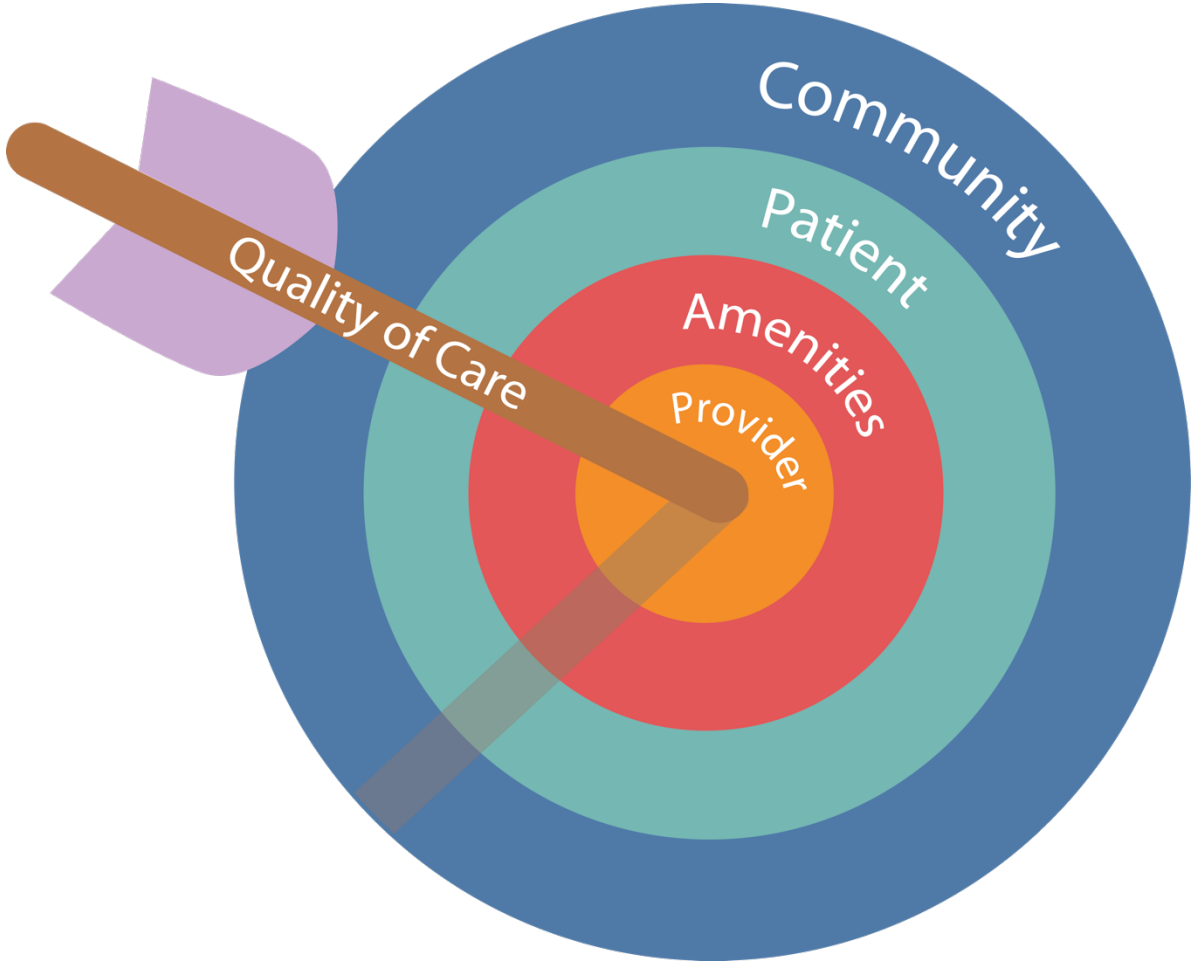 Community
Patient
Amenities
Provider
Quality of Care